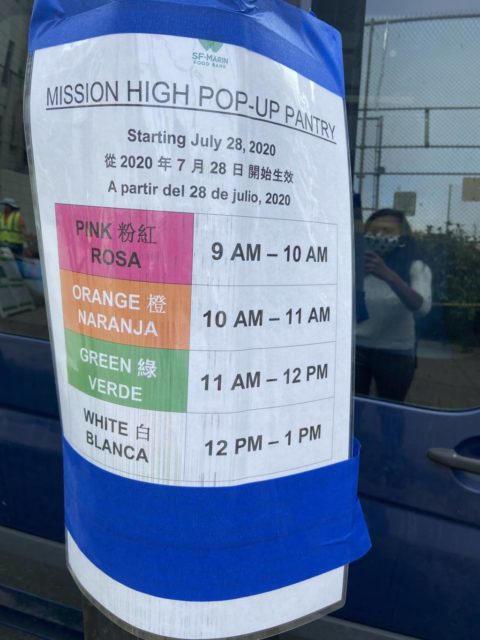 SF-MARIN
FOOD BANK
MISSION HIGH POP-UP PANTRY
Starting July 28, 2020
從 2020 年 7 月 28 日 開始生效
A partir del 28 de julio, 2020
PINK 粉紅
ROSA
9 AM – 10 AM
ORANGE 橙
NARANJA
10 AM – 11 AM
GREEN 綠
VERDE
11 AM – 12 PM
WHITE 白
BLANCA
12 PM – 1 PM